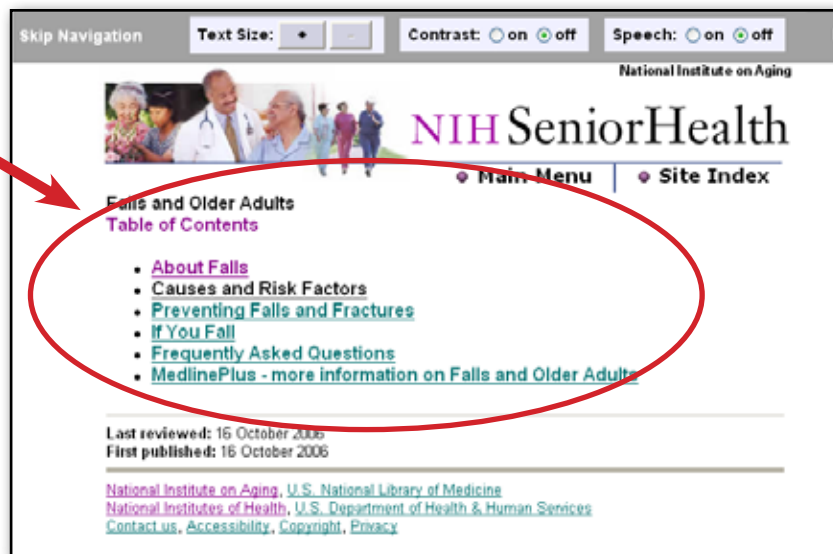 Skip Navigation Text Size: + - Contrast: on off Speech: on off
National Institute on Aging
NIH SeniorHealth
Main Menu Site Index
Falls and Older Adults
Table of Contents
• About Falls
• Causes and Risk Factors
• Preventing Falls and Fractures
• If You Fall
• Frequently Asked Questions
• MedlinePlus - more information on Falls and Older Adults
Last reviewed: 16 October 2006
First published: 16 October 2006
National Institute on Aging, U.S. National Library of Medicine
National Institutes of Health, U.S. Department of Health & Human Services
Contact us, Accessibility, Copyright, Privacy